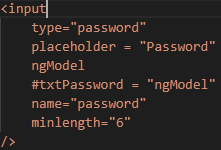 <input
type="password"
placeholder = "Password"
ngModel
#txtPassword = "ngModel"
name="password"
minlength="6"
/>